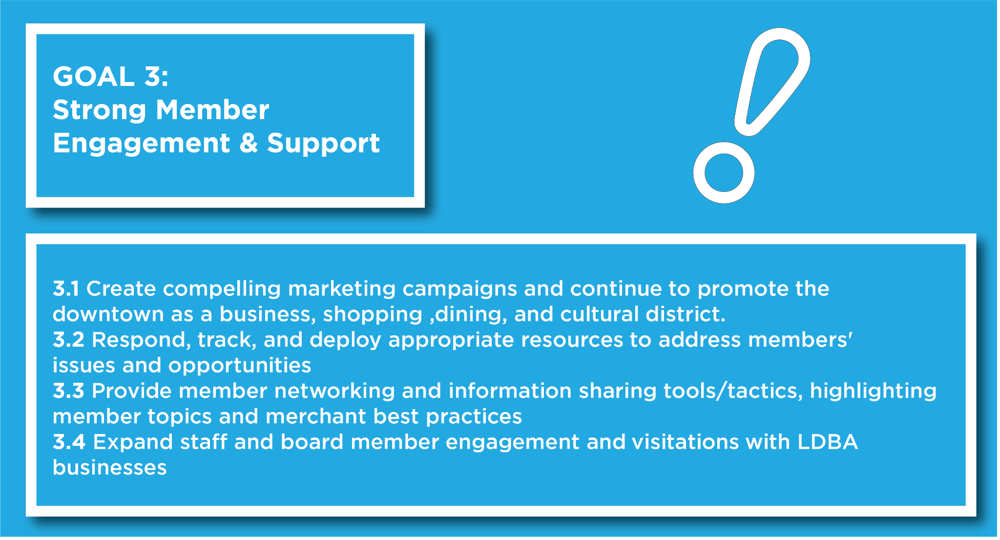 GOAL 3:
Strong Member
Engagement & Support
3.1 Create compelling marketing campaigns and continue to promote the
downtown as a business, shopping ,dining, and cultural district.
3.2 Respond, track, and deploy appropriate resources to address members'
issues and opportunities
3.3 Provide member networking and information sharing tools/tactics, highlighting
member topics and merchant best practices
3.4 Expand staff and board member engagement and visitations with LDBA
businesses